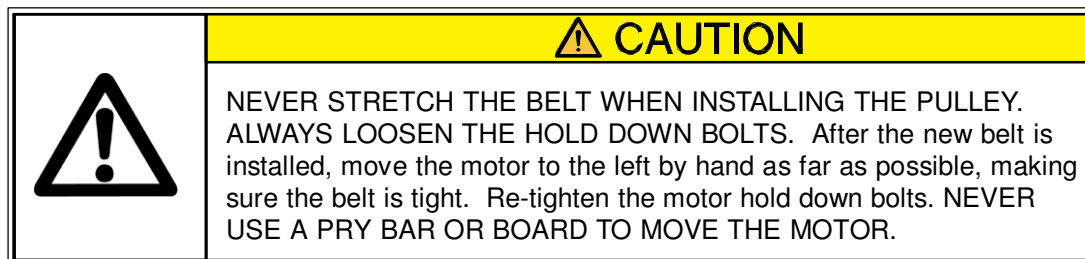 CAUTION
NEVER STRETCH THE BELT WHEN INSTALLING THE PULLEY.
ALWAYS LOOSEN THE HOLD DOWN BOLTS.  After the new belt is
installed, move the motor to the left by hand as far as possible, making
sure the belt is tight.  Re-tighten the motor hold down bolts. NEVER
USE A PRY BAR OR BOARD TO MOVE THE MOTOR.